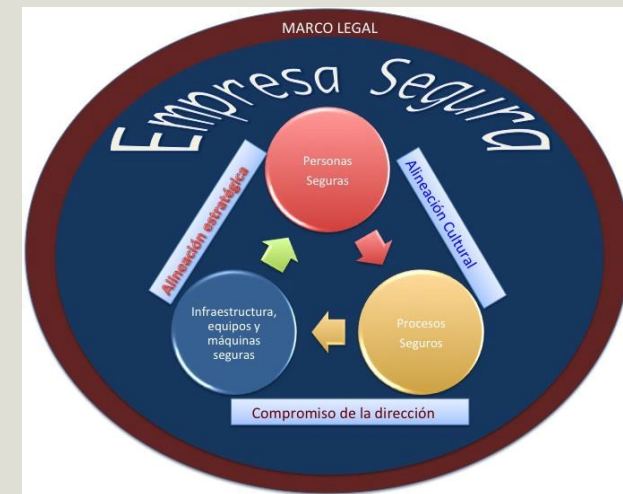 MARCO LEGAL
Empresa Segura
Personas
Seguras
Alineación estratégica
Alineación Cultural
Infraestructura,
equipos y
máquinas
seguras
Procesos
Seguros
Compromiso de la dirección